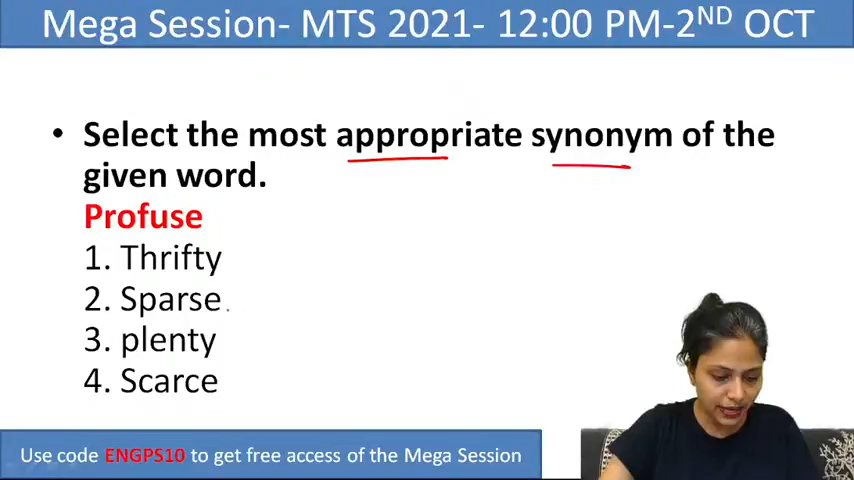 Mega Session- MTS 2021- 12:00 PM-2ND OCT
• Select the most appropriate synonym of the
given word.
Profuse
1. Thrifty
2. Sparse
3. plenty
4. Scarce
Use code ENGPS10 to get free access of the Mega Session